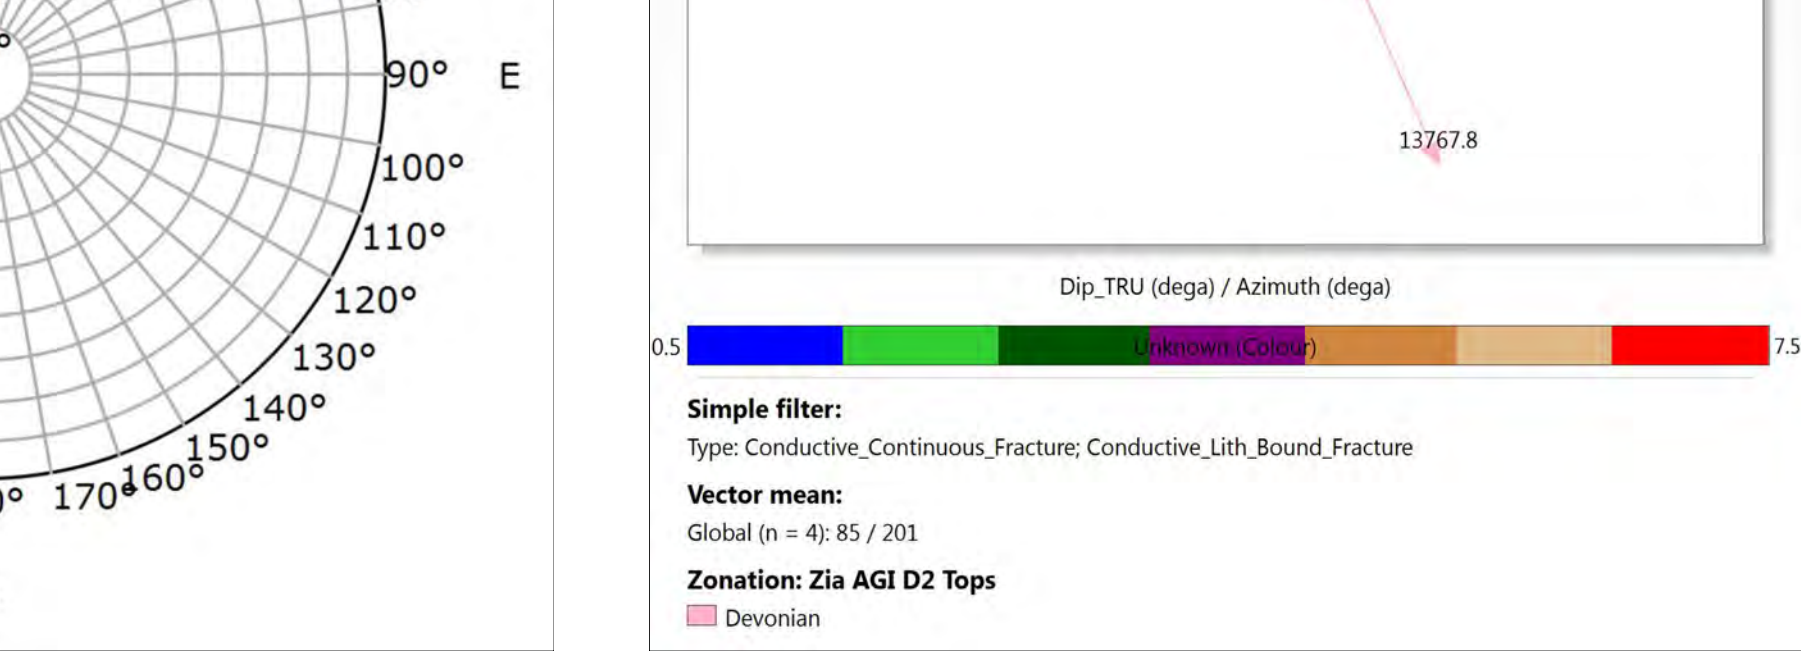 90° E
100°
110°
120°
130°
140°
150°
160°
170°
13767.8
Dip_TRU (dega) / Azimuth (dega)
0.5 Unknown (Colour) 7.5
Simple filter:
Type: Conductive_Continuous_Fracture; Conductive_Lith_Bound_Fracture
Vector mean:
Global (n = 4): 85 / 201
Zonation: Zia AGI D2 Tops
Devonian